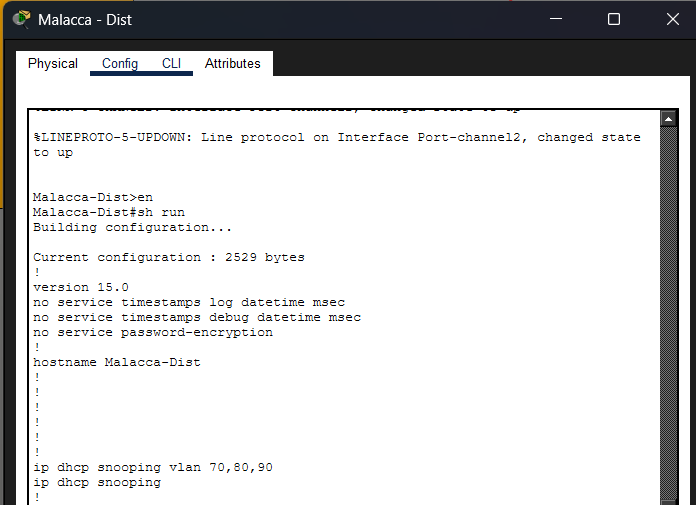 Malacca - Dist
Physical Config CLI Attributes
%LINEPROTO-5-UPDOWN: Line protocol on Interface Port-channel2, changed state
to up
Malacca-Dist>en
Malacca-Dist#sh run
Building configuration...
Current configuration : 2529 bytes
!
version 15.0
no service timestamps log datetime msec
no service timestamps debug datetime msec
no service password-encryption
!
hostname Malacca-Dist
!
!
!
!
!
!
ip dhcp snooping vlan 70,80,90
ip dhcp snooping
!